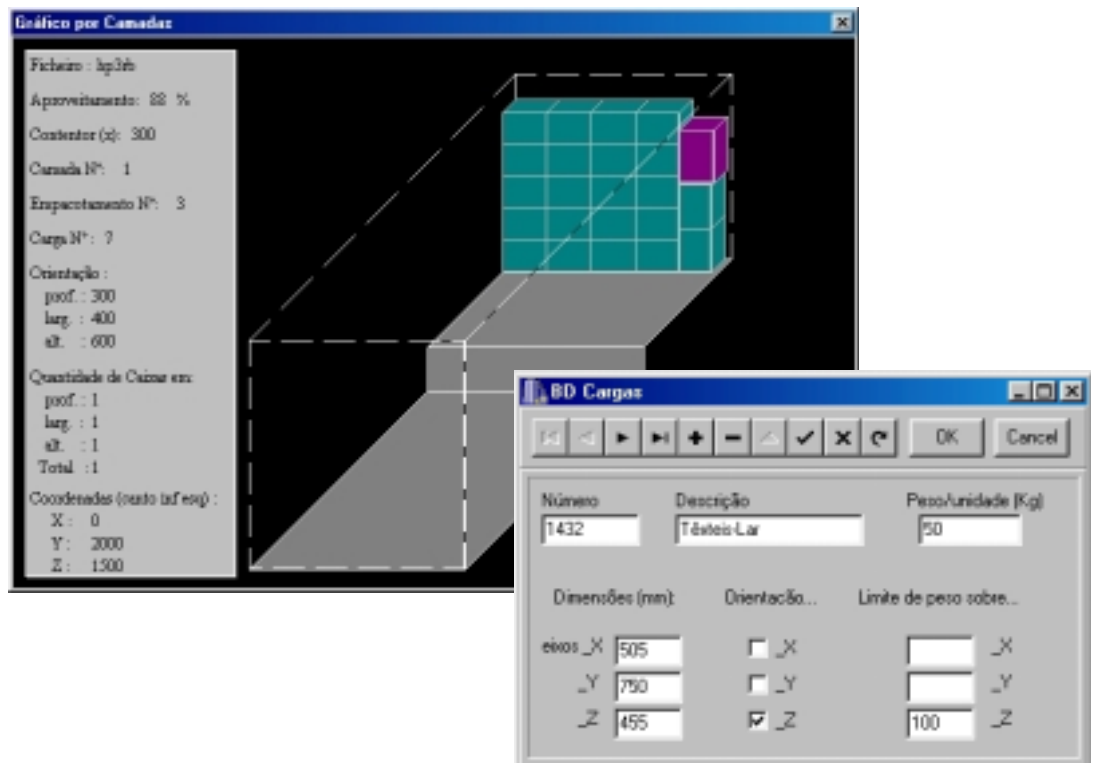 Gráfico por Camadas
Ficheiro : hp3rb
Aproveitamento: 88 %
Contentor (x): 300
Camada Nº: 1
Empacotamento Nº: 3
Carga Nº: 7
Orientação :
prof. : 300
larg. : 400
alt. : 600
Quantidade de Caixas em:
prof. : 1
larg. : 1
alt. : 1
Total : 1
Coordenadas (canto inf esq) :
X : 0
Y : 2000
Z : 1500
BD Cargas
OK Cancel
Número Descrição Peso/unidade (Kg)
1432 Têxteis-Lar 50
Dimensões (mm): Orientacão... Limite de peso sobre...
eixos _X 505 _X _X
_Y 750 _Y _Y
_Z 455 _Z 100 _Z